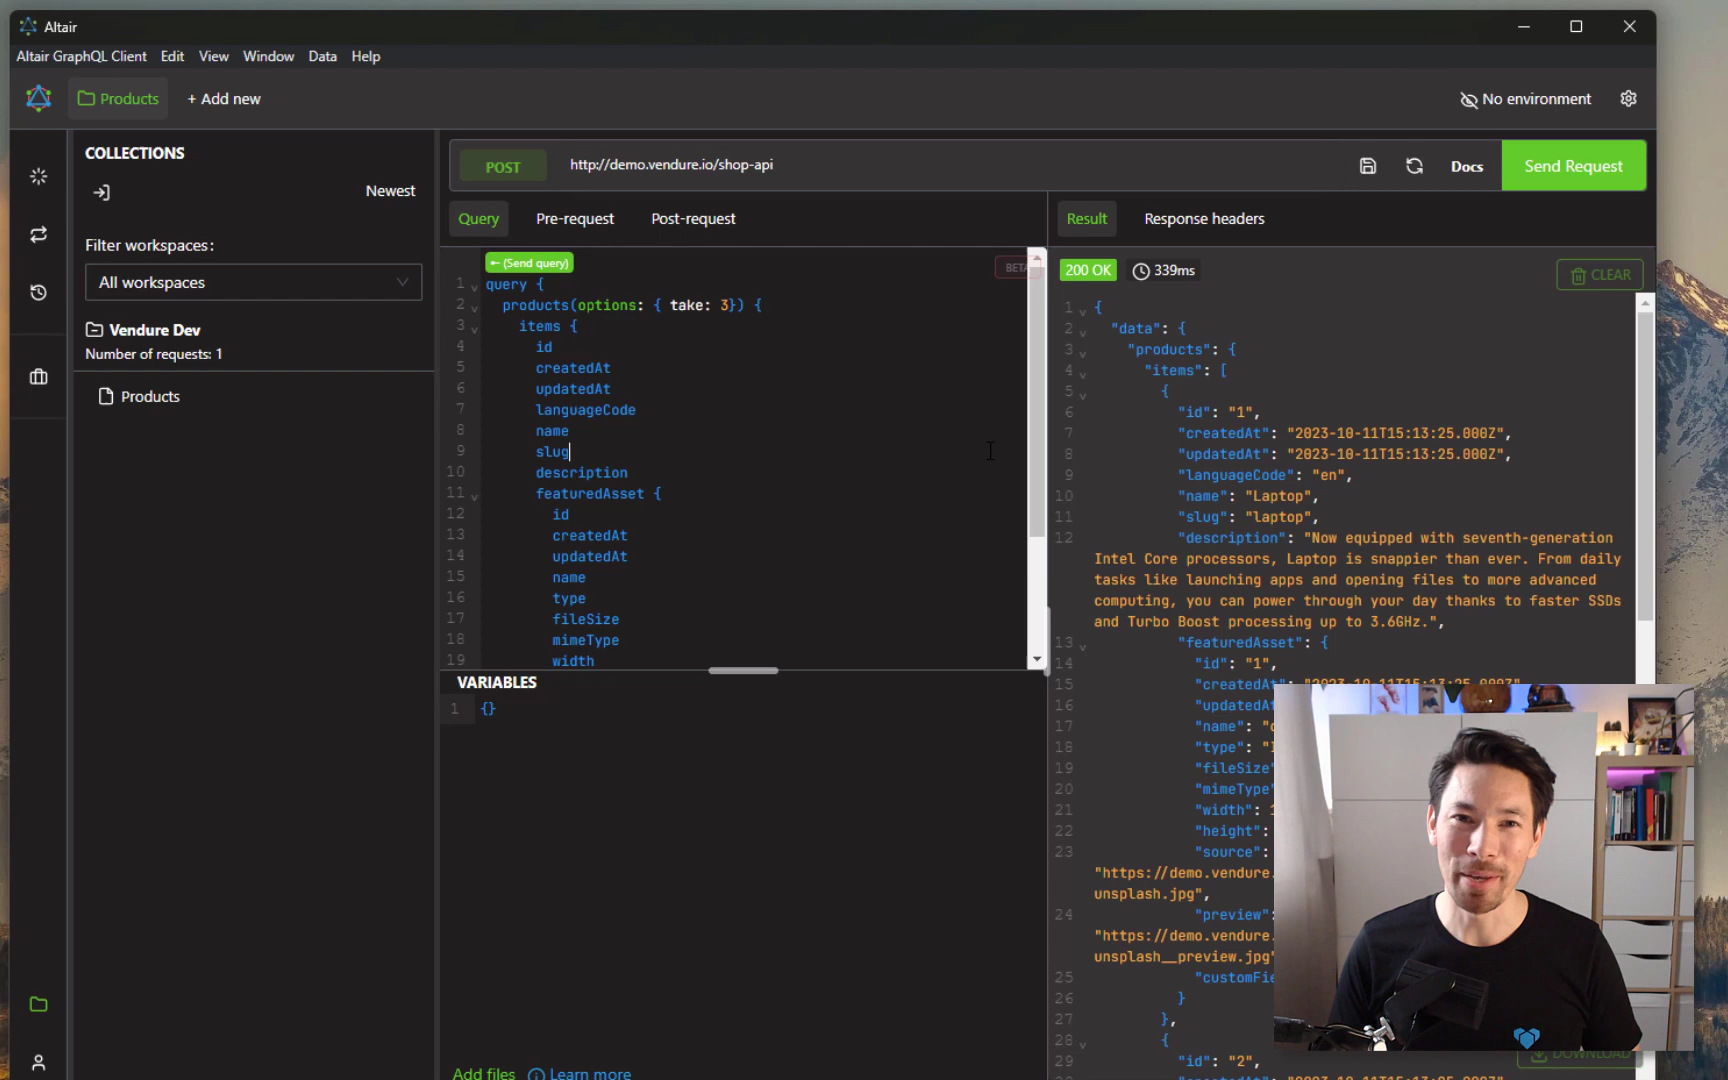 Altair
Altair GraphQL Client Edit View Window Data Help
Products + Add new No environment
COLLECTIONS
Newest
Filter workspaces:
All workspaces
Vendure Dev
Number of requests: 1
Products
POST http://demo.vendure.io/shop-api Docs Send Request
Query Pre-request Post-request
← (Send query)
BETA
1 query {
2 products(options: { take: 3}) {
3 items {
4 id
5 createdAt
6 updatedAt
7 languageCode
8 name
9 slug
10 description
11 featuredAsset {
12 id
13 createdAt
14 updatedAt
15 name
16 type
17 fileSize
18 mimeType
19 width
VARIABLES
1 {}
Add files Learn more
Result Response headers
200 OK 339ms CLEAR
1 {
2 "data": {
3 "products": {
4 "items": [
5 {
6 "id": "1",
7 "createdAt": "2023-10-11T15:13:25.000Z",
8 "updatedAt": "2023-10-11T15:13:25.000Z",
9 "languageCode": "en",
10 "name": "Laptop",
11 "slug": "laptop",
12 "description": "Now equipped with seventh-generation
Intel Core processors, Laptop is snappier than ever. From daily
tasks like launching apps and opening files to more advanced
computing, you can power through your day thanks to faster SSDs
and Turbo Boost processing up to 3.6GHz.",
13 "featuredAsset": {
14 "id": "1",
15 "createdAt": "2023-10-11T15:13:25.000Z",
16 "updatedA
17 "name":
18 "type":
19 "fileSize"
20 "mimeType"
21 "width":
22 "height":
23 "source":
"https://demo.vendure.
unsplash.jpg",
24 "preview":
"https://demo.vendure.
unsplash__preview.jpg"
25 "customFie
26 }
27 },
28 {
29 "id": "2",
DOWNLOAD